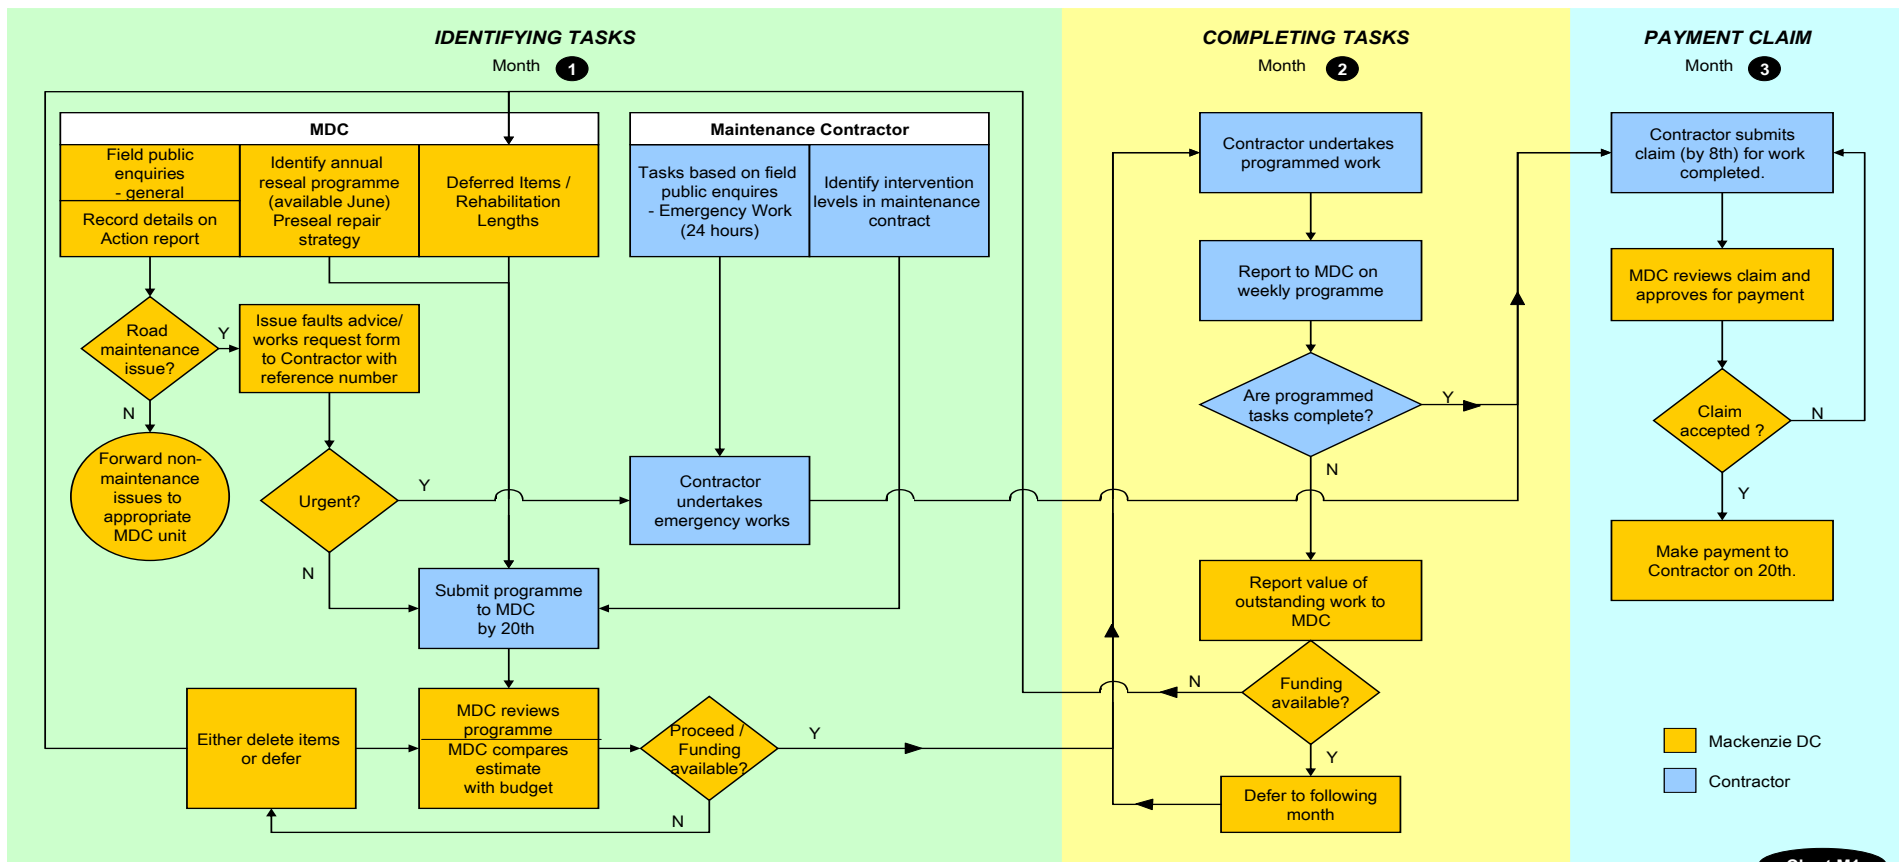 IDENTIFYING TASKS
Month 1
COMPLETING TASKS
Month 2
PAYMENT CLAIM
Month 3
MDC
Field public
enquiries
- general
Record details on
Action report
Identify annual
reseal programme
(available June)
Preseal repair
strategy
Deferred Items /
Rehabilitation
Lengths
Maintenance Contractor
Tasks based on field
public enquires
- Emergency Work
(24 hours)
Identify intervention
levels in maintenance
contract
Road
maintenance
issue?
Y
N
Issue faults advice/
works request form
to Contractor with
reference number
Forward non-
maintenance
issues to
appropriate
MDC unit
Urgent?
Y
N
Contractor
undertakes
emergency works
Submit programme
to MDC
by 20th
Either delete items
or defer
MDC reviews
programme
MDC compares
estimate
with budget
Proceed /
Funding
available?
Y
N
Contractor undertakes
programmed work
Report to MDC on
weekly programme
Are programmed
tasks complete?
Y
N
Report value of
outstanding work to
MDC
Funding
available?
N
Y
Defer to following
month
Contractor submits
claim (by 8th) for work
completed.
MDC reviews claim and
approves for payment
Claim
accepted ?
N
Y
Make payment to
Contractor on 20th.
Mackenzie DC
Contractor